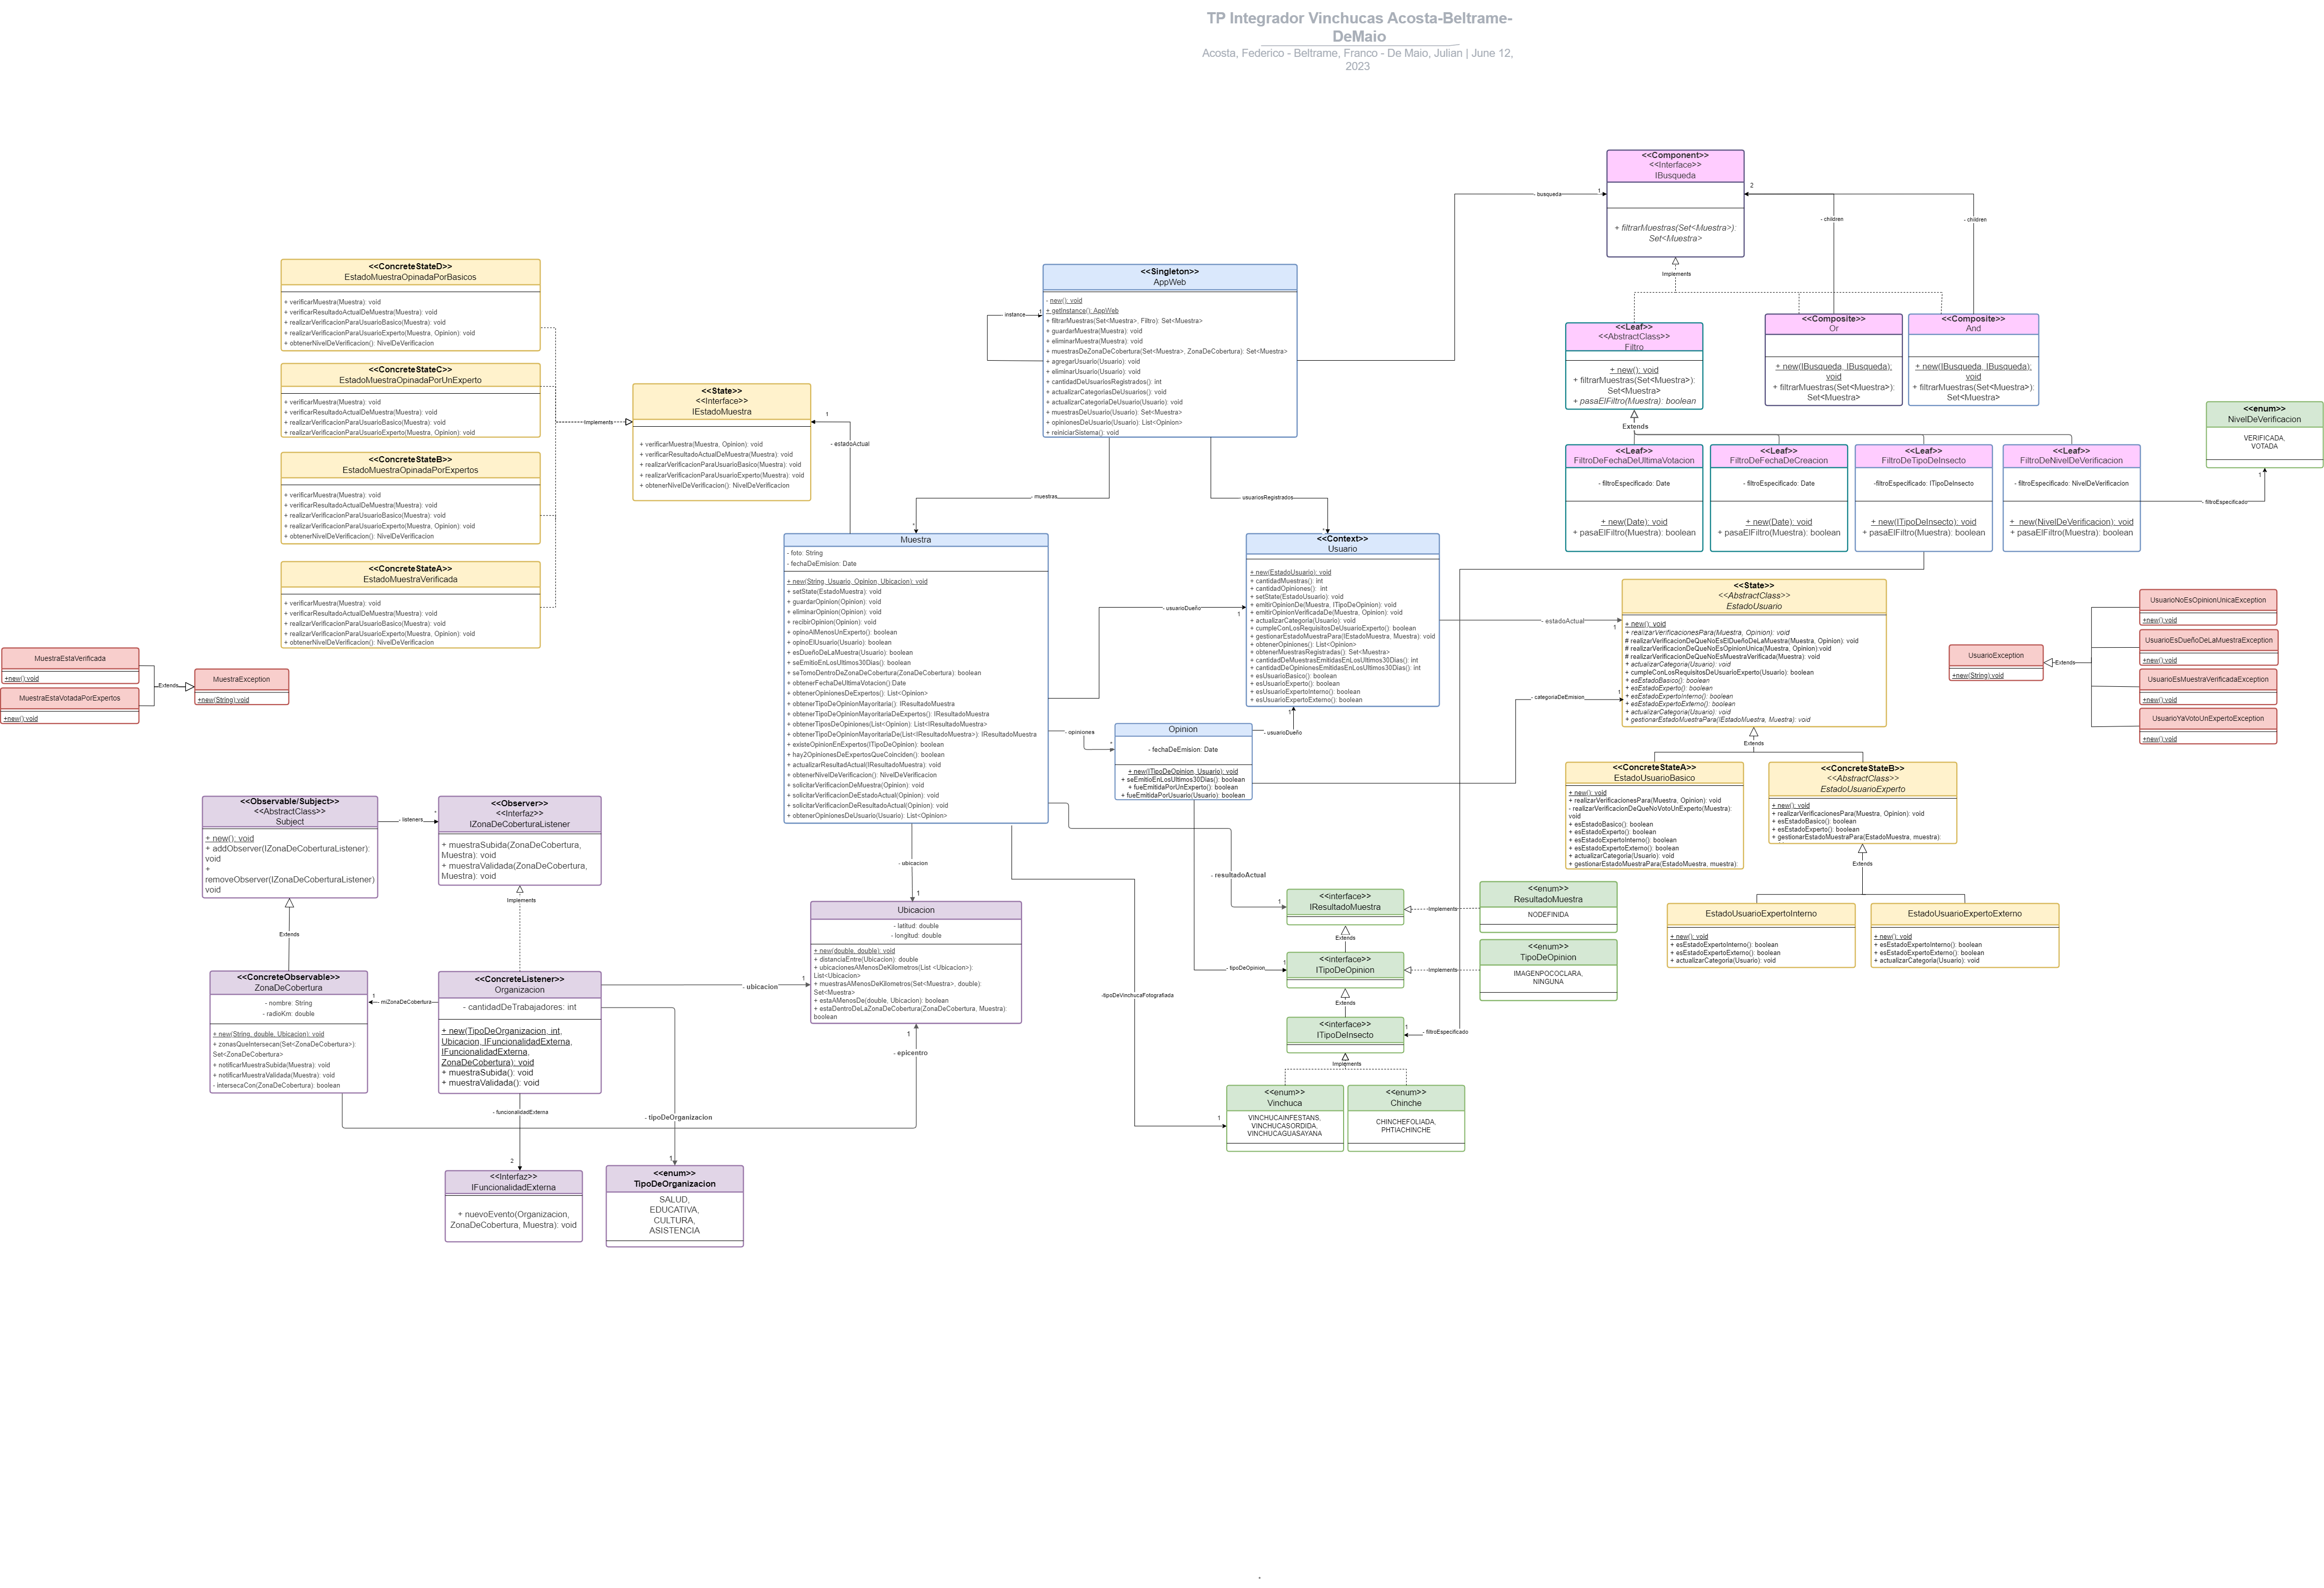 TP Integrador Vinchucas Acosta-Beltrame-
DeMaio
Acosta, Federico - Beltrame, Franco - De Maio, Julian | June 12,
2023
<<Component>>
<<Interface>>
IBusqueda
+ filtrarMuestras(Set<Muestra>):
Set<Muestra>
- busqueda
1
2
- children
- children
Implements
<<ConcreteStateD>>
EstadoMuestraOpinadaPorBasicos
+ verificarMuestra(Muestra): void
+ verificarResultadoActualDeMuestra(Muestra): void
+ realizarVerificacionParaUsuarioBasico(Muestra): void
+ realizarVerificacionParaUsuarioExperto(Muestra, Opinion): void
+ obtenerNivelDeVerificacion(): NivelDeVerificacion
<<ConcreteStateC>>
EstadoMuestraOpinadaPorUnExperto
+ verificarMuestra(Muestra): void
+ verificarResultadoActualDeMuestra(Muestra): void
+ realizarVerificacionParaUsuarioBasico(Muestra): void
+ realizarVerificacionParaUsuarioExperto(Muestra, Opinion): void
<<ConcreteStateB>>
EstadoMuestraOpinadaPorExpertos
+ verificarMuestra(Muestra): void
+ verificarResultadoActualDeMuestra(Muestra): void
+ realizarVerificacionParaUsuarioBasico(Muestra): void
+ realizarVerificacionParaUsuarioExperto(Muestra, Opinion): void
+ obtenerNivelDeVerificacion(): NivelDeVerificacion
<<ConcreteStateA>>
EstadoMuestraVerificada
+ verificarMuestra(Muestra): void
+ verificarResultadoActualDeMuestra(Muestra): void
+ realizarVerificacionParaUsuarioBasico(Muestra): void
+ realizarVerificacionParaUsuarioExperto(Muestra, Opinion): void
+ obtenerNivelDeVerificacion(): NivelDeVerificacion
Implements
<<State>>
<<Interface>>
IEstadoMuestra
+ verificarMuestra(Muestra, Opinion): void
+ verificarResultadoActualDeMuestra(Muestra): void
+ realizarVerificacionParaUsuarioBasico(Muestra): void
+ realizarVerificacionParaUsuarioExperto(Muestra): void
+ obtenerNivelDeVerificacion(): NivelDeVerificacion
1
- estadoActual
<<Singleton>>
AppWeb
- new(): void
+ getInstance(): AppWeb
+ filtrarMuestras(Set<Muestra>, Filtro): Set<Muestra>
+ guardarMuestra(Muestra): void
+ eliminarMuestra(Muestra): void
+ muestrasDeZonaDeCobertura(Set<Muestra>, ZonaDeCobertura): Set<Muestra>
+ agregarUsuario(Usuario): void
+ eliminarUsuario(Usuario): void
+ cantidadDeUsuariosRegistrados(): int
+ actualizarCategoriasDeUsuarios(): void
+ actualizarCategoriaDeUsuario(Usuario): void
+ muestrasDeUsuario(Usuario): Set<Muestra>
+ opinionesDeUsuario(Usuario): List<Opinion>
+ reiniciarSistema(): void
instance
1
- muestras
*
- usuariosRegistrados
*
<<Leaf>>
<<AbstractClass>>
Filtro
+ new(): void
+ filtrarMuestras(Set<Muestra>):
Set<Muestra>
+ pasaElFiltro(Muestra): boolean
<<Composite>>
Or
+ new(IBusqueda, IBusqueda):
void
+ filtrarMuestras(Set<Muestra>):
Set<Muestra>
<<Composite>>
And
+ new(IBusqueda, IBusqueda):
void
+ filtrarMuestras(Set<Muestra>):
Set<Muestra>
Extends
<<Leaf>>
FiltroDeFechaDeUltimaVotacion
- filtroEspecificado: Date
+ new(Date): void
+ pasaElFiltro(Muestra): boolean
<<Leaf>>
FiltroDeFechaDeCreacion
- filtroEspecificado: Date
+ new(Date): void
+ pasaElFiltro(Muestra): boolean
<<Leaf>>
FiltroDeTipoDeInsecto
-filtroEspecificado: ITipoDeInsecto
+ new(ITipoDeInsecto): void
+ pasaElFiltro(Muestra): boolean
<<Leaf>>
FiltroDeNivelDeVerificacion
- filtroEspecificado: NivelDeVerificacion
+  new(NivelDeVerificacion): void
+ pasaElFiltro(Muestra): boolean
<<enum>>
NivelDeVerificacion
VERIFICADA,
VOTADA
1
- filtroEspecificado
Muestra
- foto: String
- fechaDeEmision: Date
+ new(String, Usuario, Opinion, Ubicacion): void
+ setState(EstadoMuestra): void
+ guardarOpinion(Opinion): void
+ eliminarOpinion(Opinion): void
+ recibirOpinion(Opinion): void
+ opinoAlMenosUnExperto(): boolean
+ opinoElUsuario(Usuario): boolean
+ esDueñoDeLaMuestra(Usuario): boolean
+ seEmitioEnLosUltimos30Dias(): boolean
+ seTomoDentroDeZonaDeCobertura(ZonaDeCobertura): boolean
+ obtenerFechaDeUltimaVotacion():Date
+ obtenerOpinionesDeExpertos(): List<Opinion>
+ obtenerTipoDeOpinionMayoritaria(): IResultadoMuestra
+ obtenerTipoDeOpinionMayoritariaDeExpertos(): IResultadoMuestra
+ obtenerTiposDeOpiniones(List<Opinion): List<IResultadoMuestra>
+ obtenerTipoDeOpinionMayoritariaDe(List<IResultadoMuestra>): IResultadoMuestra
+ existeOpinionEnExpertos(ITipoDeOpinion): boolean
+ hay2OpinionesDeExpertosQueCoinciden(): boolean
+ actualizarResultadoActual(IResultadoMuestra): void
+ obtenerNivelDeVerificacion(): NivelDeVerificacion
+ solicitarVerificacionDeMuestra(Opinion): void
+ solicitarVerificacionDeEstadoActual(Opinion): void
+ solicitarVerificacionDeResultadoActual(Opinion): void
+ obtenerOpinionesDeUsuario(Usuario): List<Opinion>
- usuarioDueño
1
<<Context>>
Usuario
+ new(EstadoUsuario): void
+ cantidadMuestras(): int
+ cantidadOpiniones():  int
+ setState(EstadoUsuario): void
+ emitirOpinionDe(Muestra, ITipoDeOpinion): void
+ emitirOpinionVerificadaDe(Muestra, Opinion): void
+ actualizarCategoria(Usuario): void
+ cumpleConLosRequisitosDeUsuarioExperto(): boolean
+ gestionarEstadoMuestraPara(IEstadoMuestra, Muestra): void
+ obtenerOpiniones(): List<Opinion>
+ obtenerMuestrasRegistradas(): Set<Muestra>
+ cantidadDeMuestrasEmitidasEnLosUltimos30Dias(): int
+ cantidadDeOpinionesEmitidasEnLosUltimos30Dias(): int
+ esUsuarioBasico(): boolean
+ esUsuarioExperto(): boolean
+ esUsuarioExpertoInterno(): boolean
+ esUsuarioExpertoExterno(): boolean
- estadoActual
1
<<State>>
<<AbstractClass>>
EstadoUsuario
+ new(): void
+ realizarVerificacionesPara(Muestra, Opinion): void
# realizarVerificacionDeQueNoEsElDueñoDeLaMuestra(Muestra, Opinion): void
# realizarVerificacionDeQueNoEsOpinionUnica(Muestra, Opinion):void
# realizarVerificacionDeQueNoEsMuestraVerificada(Muestra): void
+ actualizarCategoria(Usuario): void
+ cumpleConLosRequisitosDeUsuarioExperto(Usuario): boolean
+ esEstadoBasico(): boolean
+ esEstadoExperto(): boolean
+ esEstadoExpertoInterno(): boolean
+ esEstadoExpertoExterno(): boolean
+ actualizarCategoria(Usuario): void
+ gestionarEstadoMuestraPara(IEstadoMuestra, Muestra): void
- categoriaDeEmision
1
Extends
UsuarioException
+new(String):void
Extends
UsuarioNoEsOpinionUnicaException
+new():void
UsuarioEsDueñoDeLaMuestraException
+new():void
UsuarioEsMuestraVerificadaException
+new():void
UsuarioYaVotoUnExpertoException
+new():void
MuestraEstaVerificada
+new():void
MuestraEstaVotadaPorExpertos
+new():void
Extends
MuestraException
+new(String):void
- opiniones
*
Opinion
- fechaDeEmision: Date
+ new(ITipoDeOpinion, Usuario): void
+ seEmitioEnLosUltimos30Dias(): boolean
+ fueEmitidaPorUnExperto(): boolean
+ fueEmitidaPorUsuario(Usuario): boolean
- usuarioDueño
1
<<ConcreteStateA>>
EstadoUsuarioBasico
+ new(): void
+ realizarVerificacionesPara(Muestra, Opinion): void
- realizarVerificacionDeQueNoVotoUnExperto(Muestra):
void
+ esEstadoBasico(): boolean
+ esEstadoExperto(): boolean
+ esEstadoExpertoInterno(): boolean
+ esEstadoExpertoExterno(): boolean
+ actualizarCategoria(Usuario): void
+ gestionarEstadoMuestraPara(EstadoMuestra, muestra):
<<ConcreteStateB>>
<<AbstractClass>>
EstadoUsuarioExperto
+ new(): void
+ realizarVerificacionesPara(Muestra, Opinion): void
+ esEstadoBasico(): boolean
+ esEstadoExperto(): boolean
+ gestionarEstadoMuestraPara(EstadoMuestra, muestra):
Extends
EstadoUsuarioExpertoInterno
+ new(): void
+ esEstadoExpertoInterno(): boolean
+ esEstadoExpertoExterno(): boolean
+ actualizarCategoria(Usuario): void
EstadoUsuarioExpertoExterno
+ new(): void
+ esEstadoExpertoInterno(): boolean
+ esEstadoExpertoExterno(): boolean
+ actualizarCategoria(Usuario): void
<<Observable/Subject>>
<<AbstractClass>>
Subject
+ new(): void
+ addObserver(IZonaDeCoberturaListener):
void
+
removeObserver(IZonaDeCoberturaListener)
void
- listeners
*
<<Observer>>
<<Interfaz>>
IZonaDeCoberturaListener
+ muestraSubida(ZonaDeCobertura,
Muestra): void
+ muestraValidada(ZonaDeCobertura,
Muestra): void
Extends
Implements
<<ConcreteObservable>>
ZonaDeCobertura
- nombre: String
- radioKm: double
+ new(String, double, Ubicacion): void
+ zonasQueIntersecan(Set<ZonaDeCobertura>):
Set<ZonaDeCobertura>
+ notificarMuestraSubida(Muestra): void
+ notificarMuestraValidada(Muestra): void
- intersecaCon(ZonaDeCobertura): boolean
1
- miZonaDeCobertura
<<ConcreteListener>>
Organizacion
- cantidadDeTrabajadores: int
+ new(TipoDeOrganizacion, int,
Ubicacion, IFuncionalidadExterna,
IFuncionalidadExterna,
ZonaDeCobertura): void
+ muestraSubida(): void
+ muestraValidada(): void
- ubicacion
1
- ubicacion
1
Ubicacion
- latitud: double
- longitud: double
+ new(double, double): void
+ distanciaEntre(Ubicacion): double
+ ubicacionesAMenosDeKilometros(List <Ubicacion>):
List<Ubicacion>
+ muestrasAMenosDeKilometros(Set<Muestra>, double):
Set<Muestra>
+ estaAMenosDe(double, Ubicacion): boolean
+ estaDentroDeLaZonaDeCobertura(ZonaDeCobertura, Muestra):
boolean
1
- epicentro
- funcionalidadExterna
2
- tipoDeOrganizacion
1
<<Interfaz>>
IFuncionalidadExterna
+ nuevoEvento(Organizacion,
ZonaDeCobertura, Muestra): void
<<enum>>
TipoDeOrganizacion
SALUD,
EDUCATIVA,
CULTURA,
ASISTENCIA
- resultadoActual
1
<<interface>>
IResultadoMuestra
Implements
<<enum>>
ResultadoMuestra
NODEFINIDA
Extends
- tipoDeOpinion
1
<<interface>>
ITipoDeOpinion
Implements
<<enum>>
TipoDeOpinion
IMAGENPOCOCLARA,
NINGUNA
Extends
-tipoDeVinchucaFotografiada
1
<<interface>>
ITipoDeInsecto
1
- filtroEspecificado
Implements
<<enum>>
Vinchuca
VINCHUCAINFESTANS,
VINCHUCASORDIDA,
VINCHUCAGUASAYANA
<<enum>>
Chinche
CHINCHEFOLIADA,
PHTIACHINCHE